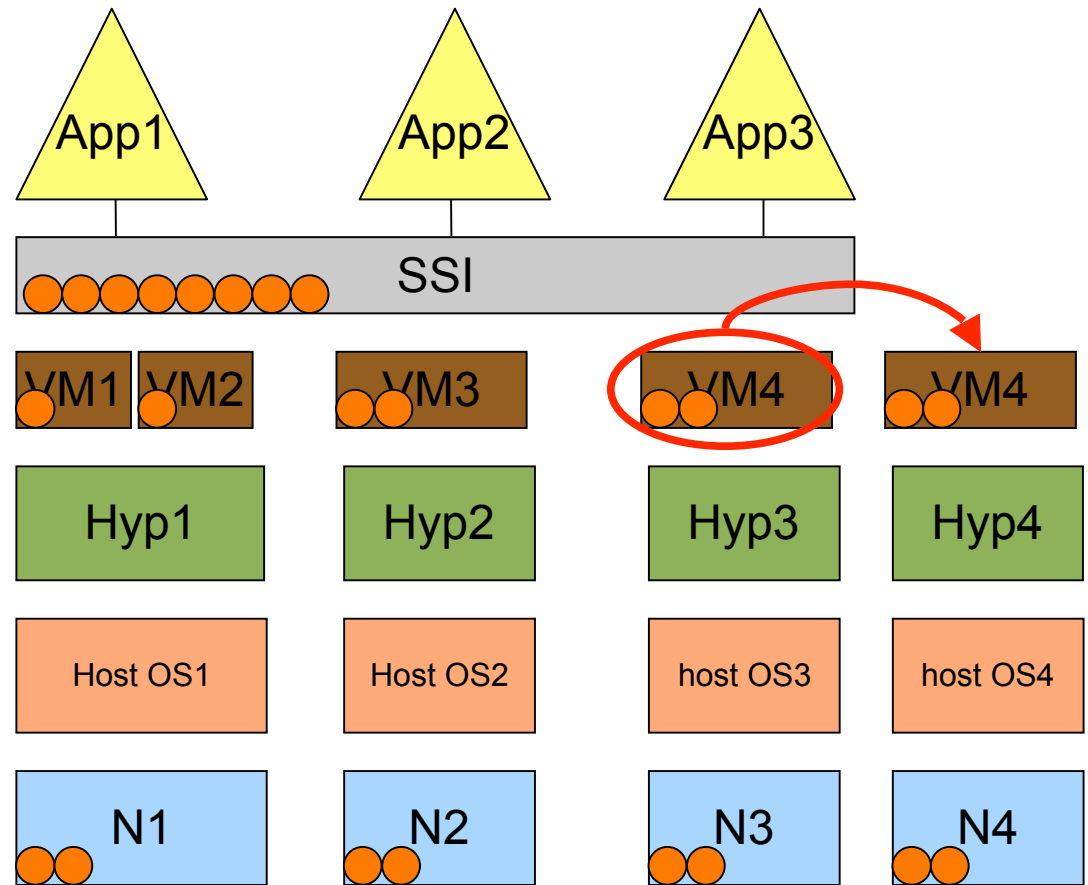 App1
App2
App3
SSI
VM1
VM2
VM3
VM4
VM4
Hyp1
Hyp2
Hyp3
Hyp4
Host OS1
Host OS2
host OS3
host OS4
N1
N2
N3
N4